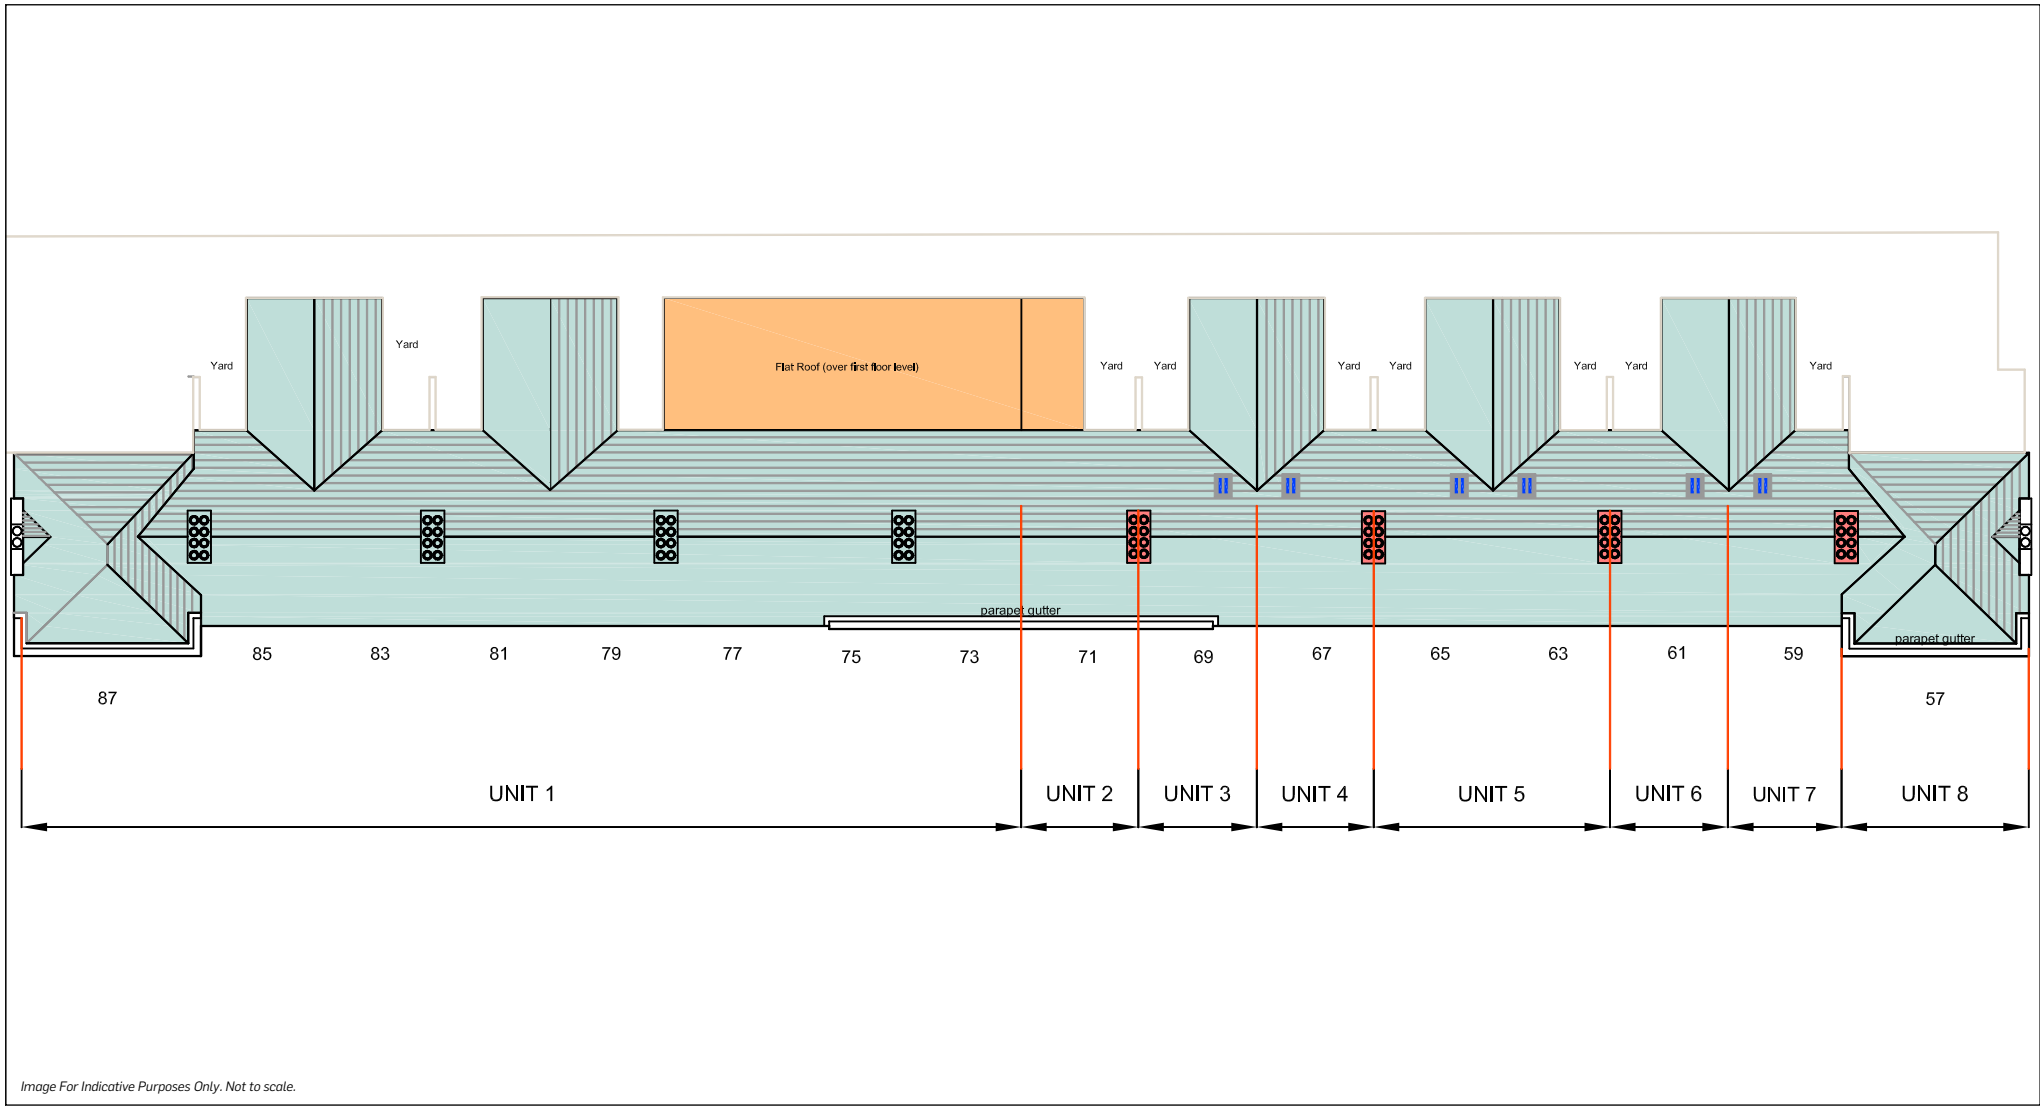 Yard
Yard
Flat Roof (over first floor level)
Yard
Yard
Yard
Yard
Yard
Yard
Yard
parapet gutter
parapet gutter
85
83
81
79
77
75
73
71
69
67
65
63
61
59
87
57
UNIT 1
UNIT 2
UNIT 3
UNIT 4
UNIT 5
UNIT 6
UNIT 7
UNIT 8
Image For Indicative Purposes Only. Not to scale.